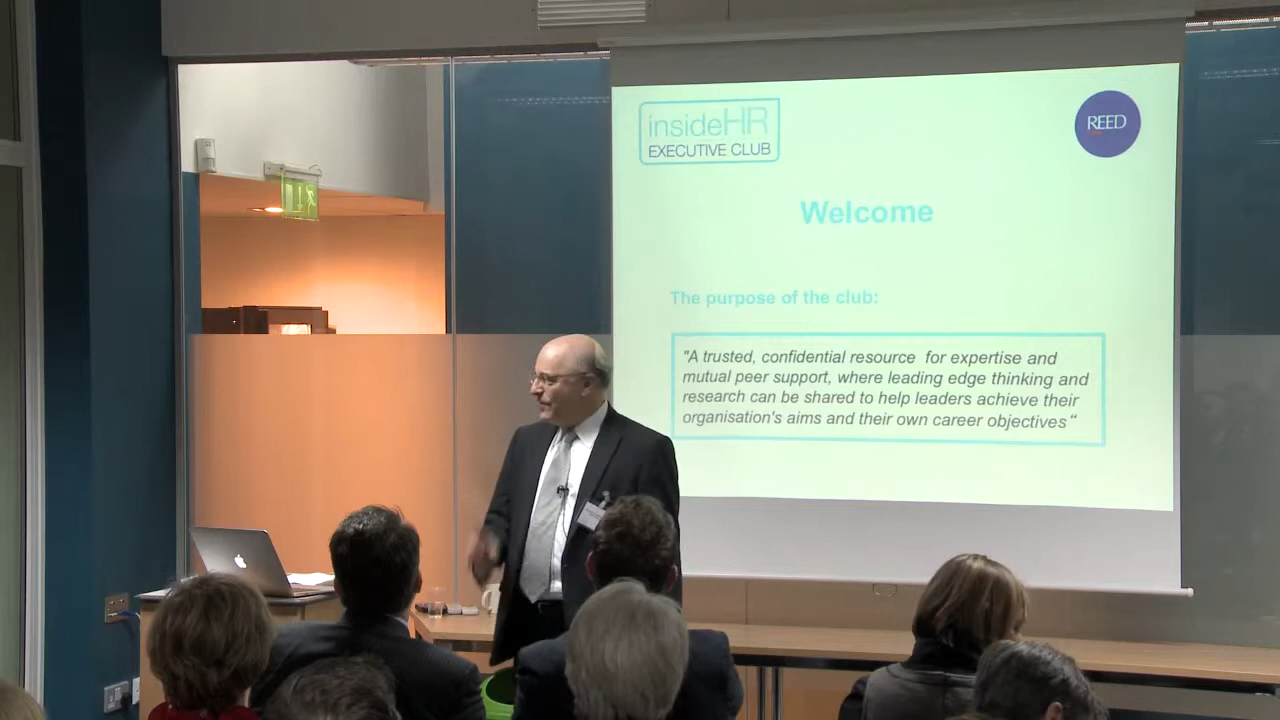 insideHR
EXECUTIVE CLUB
REED
Welcome
The purpose of the club:
"A trusted, confidential resource for expertise and
mutual peer support, where leading edge thinking and
research can be shared to help leaders achieve their
organisation's aims and their own career objectives"